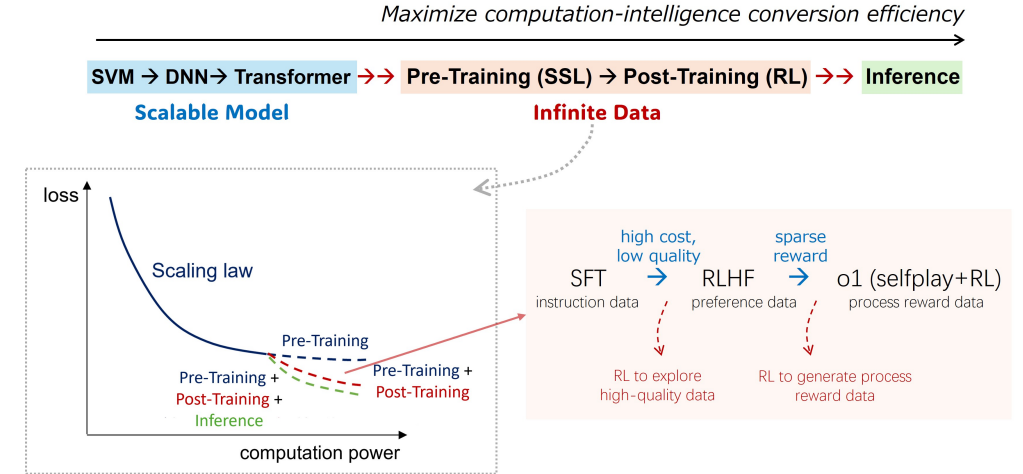 Maximize computation-intelligence conversion efficiency
SVM → DNN → Transformer →→ Pre-Training (SSL) → Post-Training (RL) →→ Inference
Scalable Model
Infinite Data
loss
Scaling law
Pre-Training
Pre-Training +
Post-Training +
Inference
Pre-Training +
Post-Training
computation power
high cost,
low quality
sparse
reward
SFT → RLHF → o1 (selfplay+RL)
instruction data
preference data
process reward data
RL to explore
high-quality data
RL to generate process
reward data